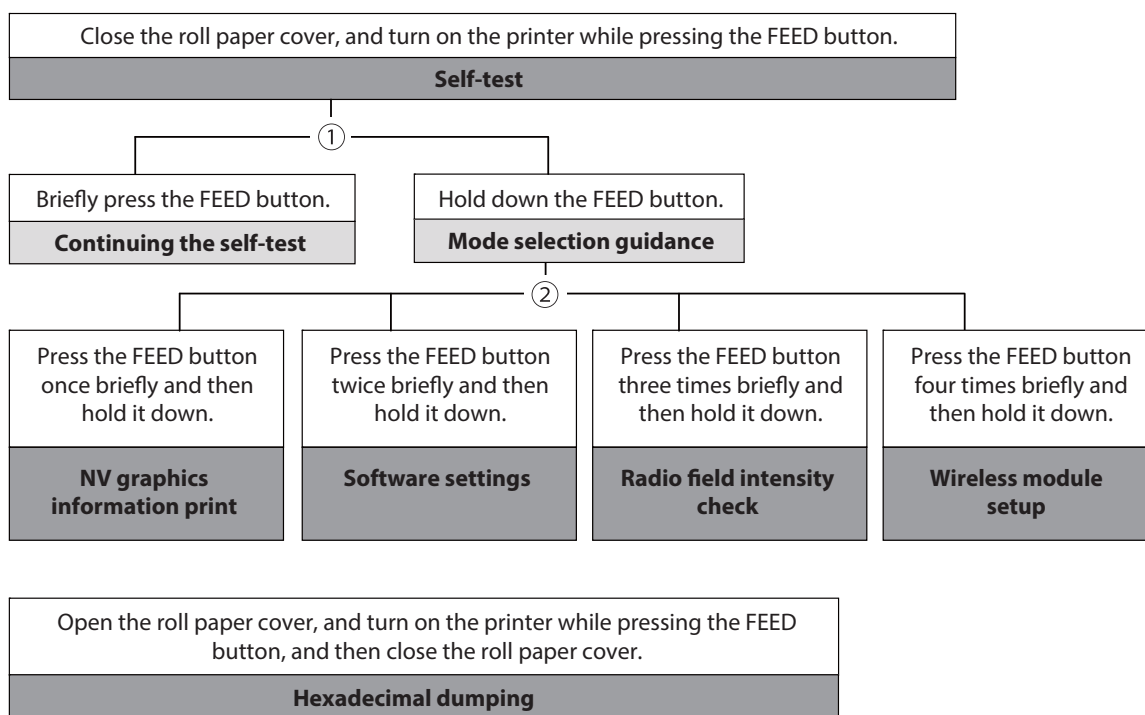 Close the roll paper cover, and turn on the printer while pressing the FEED button.
Self-test
1
Briefly press the FEED button.
Continuing the self-test
Hold down the FEED button.
Mode selection guidance
2
Press the FEED button
once briefly and then
hold it down.
NV graphics
information print
Press the FEED button
twice briefly and then
hold it down.
Software settings
Press the FEED button
three times briefly and
then hold it down.
Radio field intensity
check
Press the FEED button
four times briefly and
then hold it down.
Wireless module
setup
Open the roll paper cover, and turn on the printer while pressing the FEED
button, and then close the roll paper cover.
Hexadecimal dumping